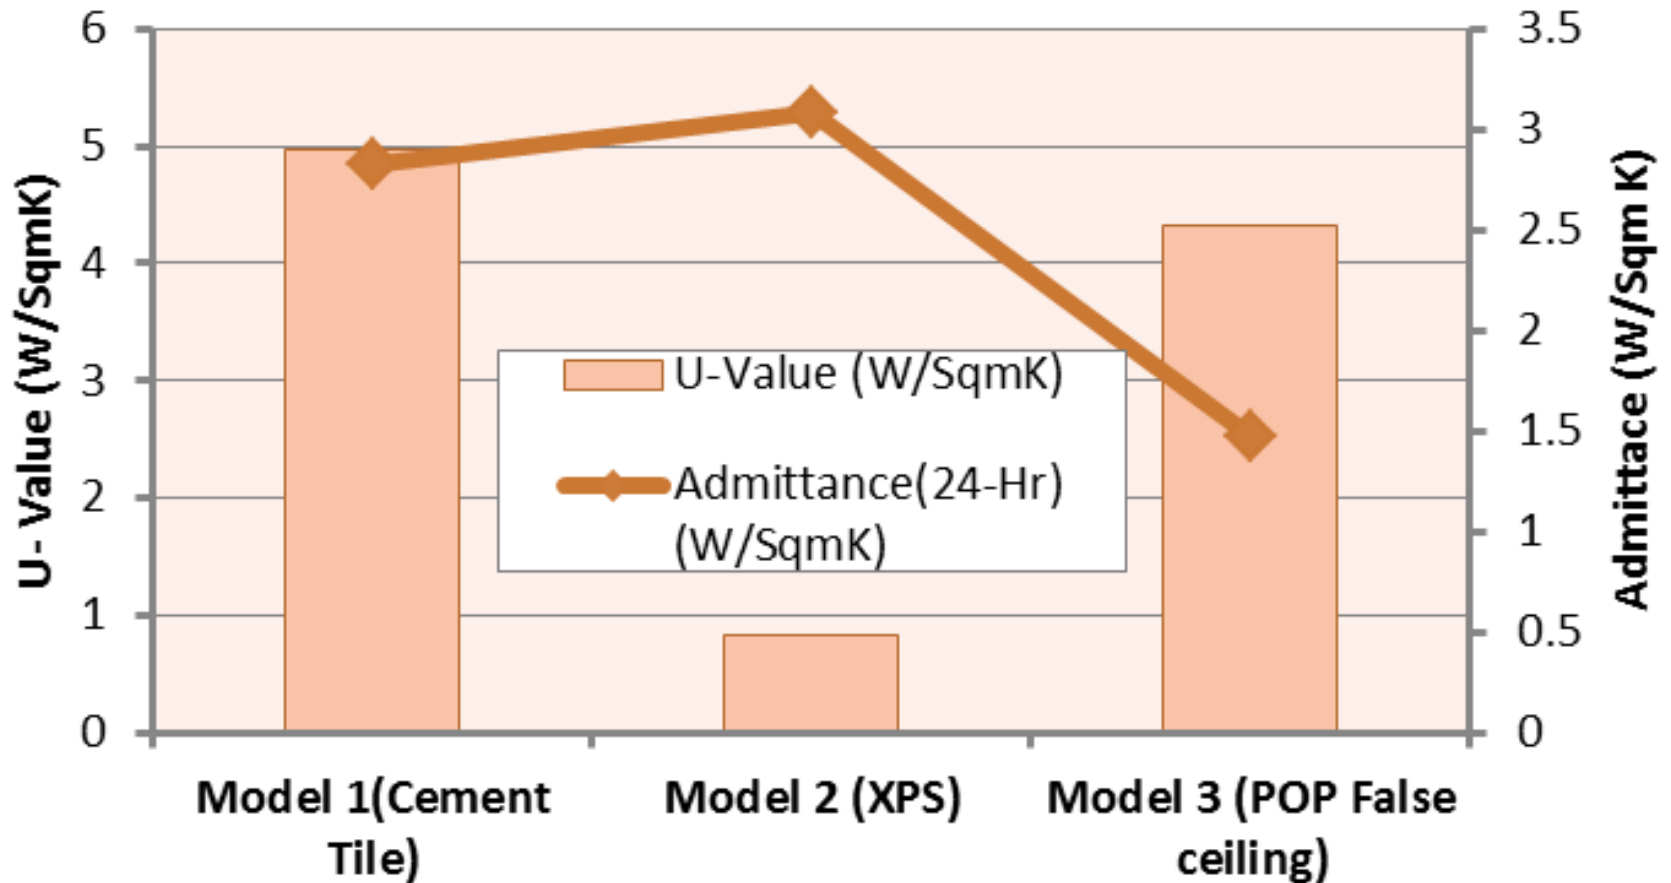 6
5
4
3
2
1
0
U- Value (W/SqmK)
3.5
3
2.5
2
1.5
1
0.5
0
Admittace (W/Sqm K)
U-Value (W/SqmK)
Admittance(24-Hr)
(W/SqmK)
Model 1(Cement
Tile)
Model 2 (XPS)
Model 3 (POP False
ceiling)